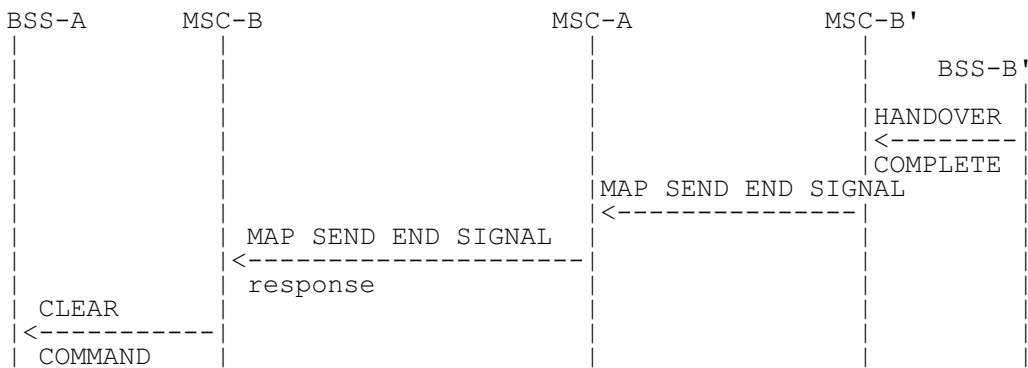 BSS-A MSC-B MSC-A MSC-B'
BSS-B'
HANDOVER
COMPLETE
MAP SEND END SIGNAL
MAP SEND END SIGNAL
response
CLEAR
COMMAND